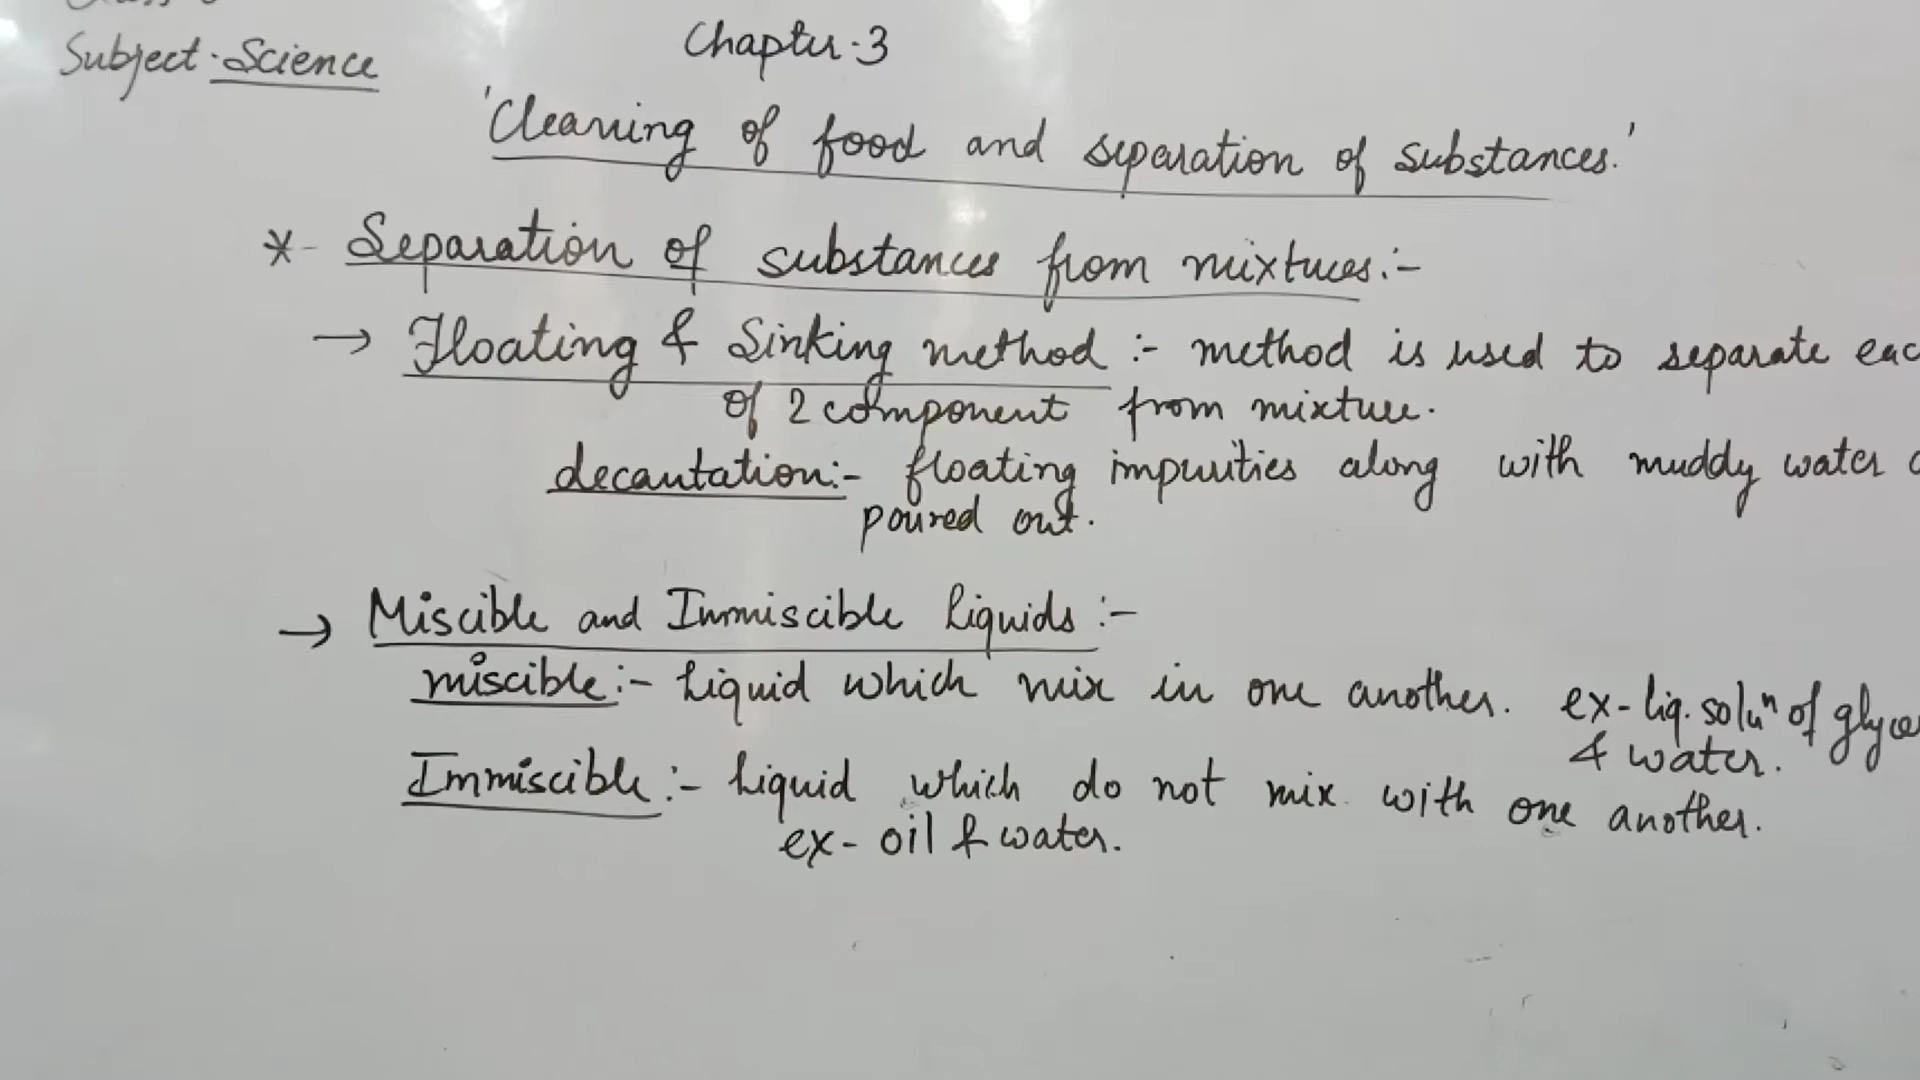 Subject - Science
Chapter - 3
'Cleaning of food and separation of substances.'
* - Separation of substances from mixtures :-
→ Floating & Sinking method :- method is used to separate eac
of 2 component from mixture.
decantation :- floating impurities along with muddy water
poured out.
→ Miscible and Immiscible liquids :-
miscible :- liquid which mix in one another. ex- liq. soluⁿ of glyce
& water.
Immiscible :- liquid which do not mix with one another.
ex- oil & water.